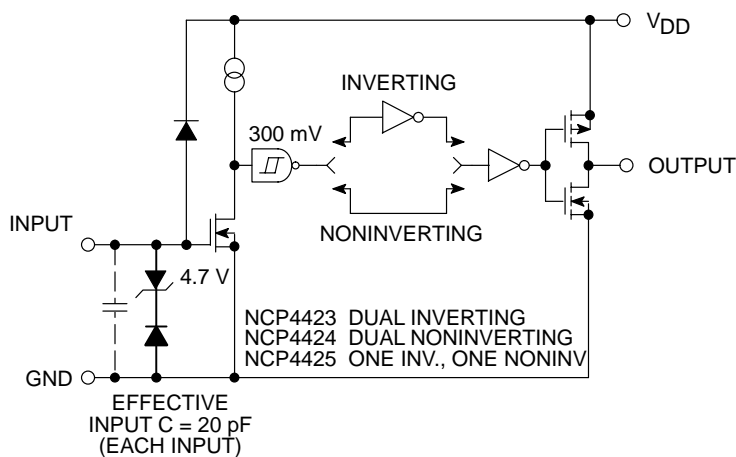 VDD
INVERTING
300 mV
OUTPUT
INPUT
NONINVERTING
4.7 V
NCP4423 DUAL INVERTING
NCP4424 DUAL NONINVERTING
NCP4425 ONE INV., ONE NONINV
GND
EFFECTIVE
INPUT C = 20 pF
(EACH INPUT)